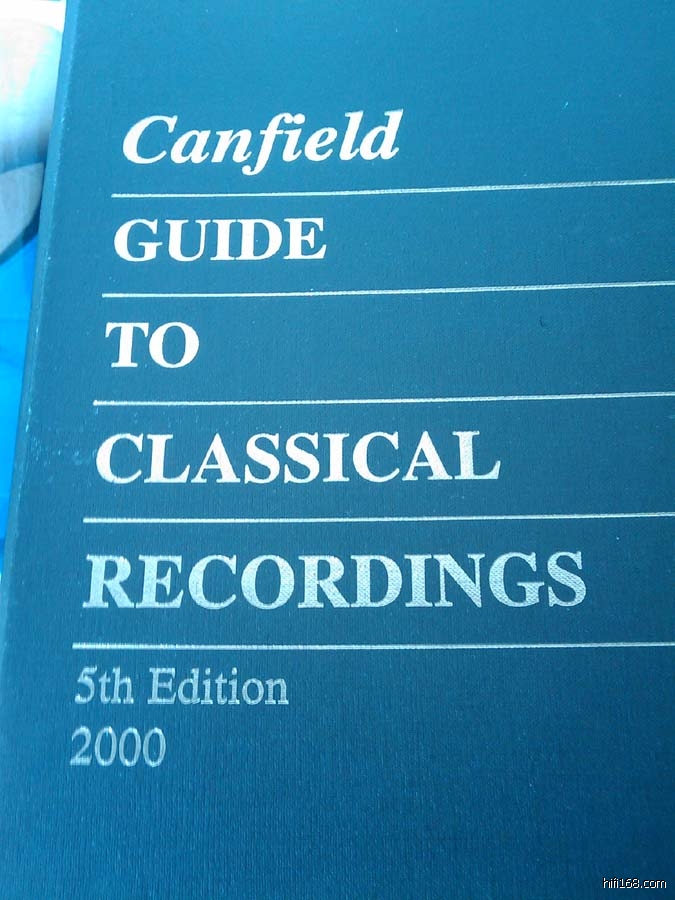 Canfield
GUIDE
TO
CLASSICAL
RECORDINGS
5th Edition
2000
hifi168.com